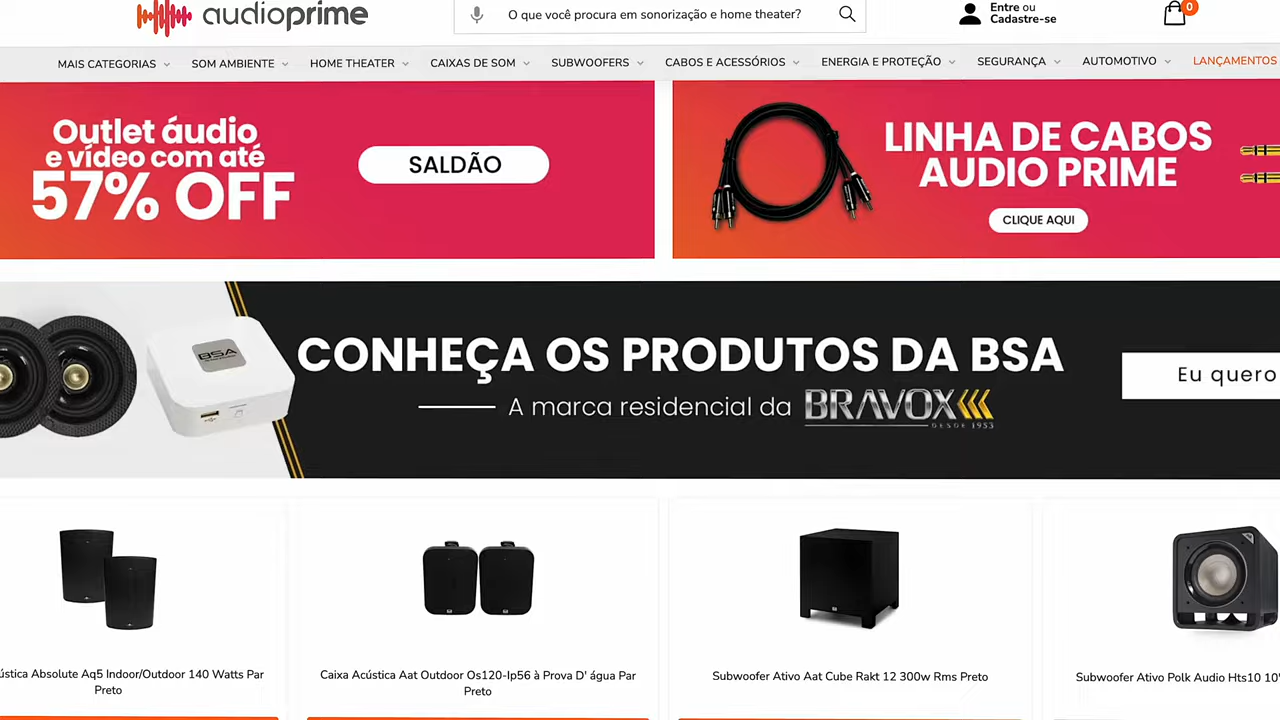 audioprime
O que você procura em sonorização e home theater?
Entre ou
Cadastre-se
0
MAIS CATEGORIAS
SOM AMBIENTE
HOME THEATER
CAIXAS DE SOM
SUBWOOFERS
CABOS E ACESSÓRIOS
ENERGIA E PROTEÇÃO
SEGURANÇA
AUTOMOTIVO
LANÇAMENTOS
Outlet áudio
e vídeo com até
57% OFF
SALDÃO
LINHA DE CABOS
AUDIO PRIME
CLIQUE AQUI
BSA
CONHEÇA OS PRODUTOS DA BSA
A marca residencial da BRAVOX
DESDE 1953
Eu quero
ústica Absolute Aq5 Indoor/Outdoor 140 Watts Par
Preto
Caixa Acústica Aat Outdoor Os120-Ip56 à Prova D' água Par
Preto
Subwoofer Ativo Aat Cube Rakt 12 300w Rms Preto
Subwoofer Ativo Polk Audio Hts10 10"